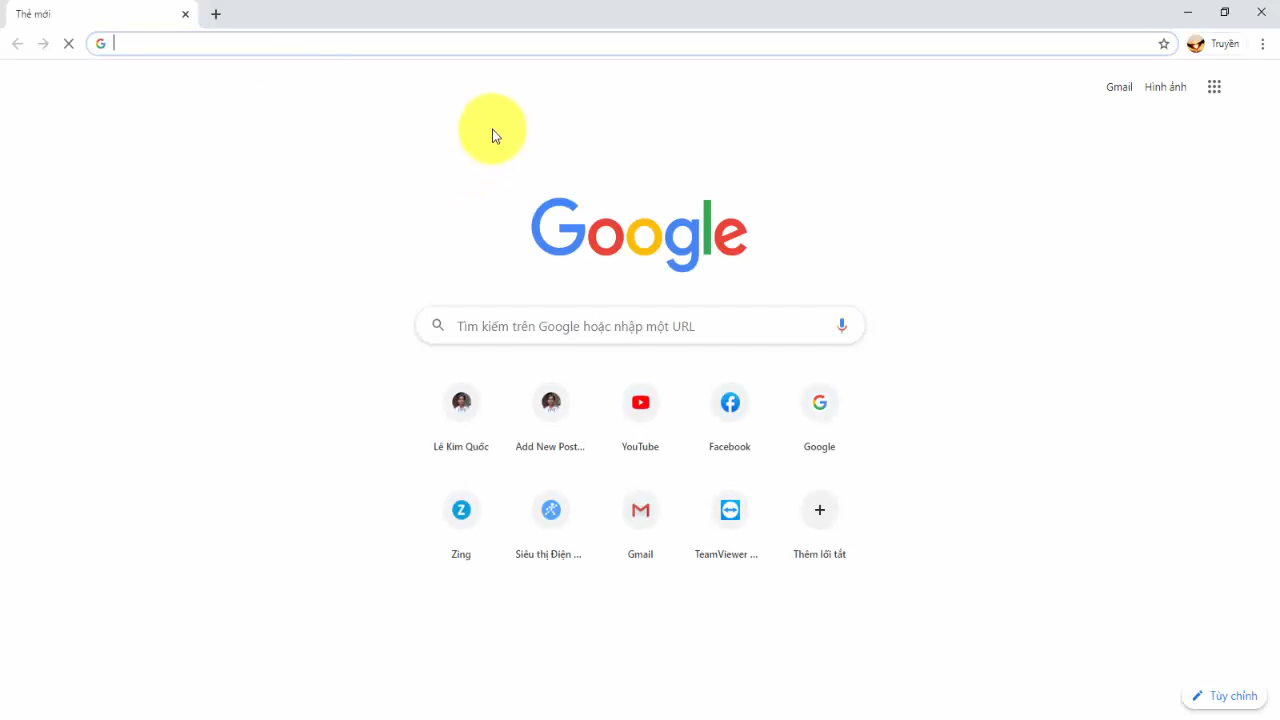 Thẻ mới
Truyền
Gmail Hình ảnh
Google
Tìm kiếm trên Google hoặc nhập một URL
Lê Kim Quốc Add New Post... YouTube Facebook Google
Zing Siêu thị Điện ... Gmail TeamViewer ... Thêm lối tắt
Tùy chỉnh